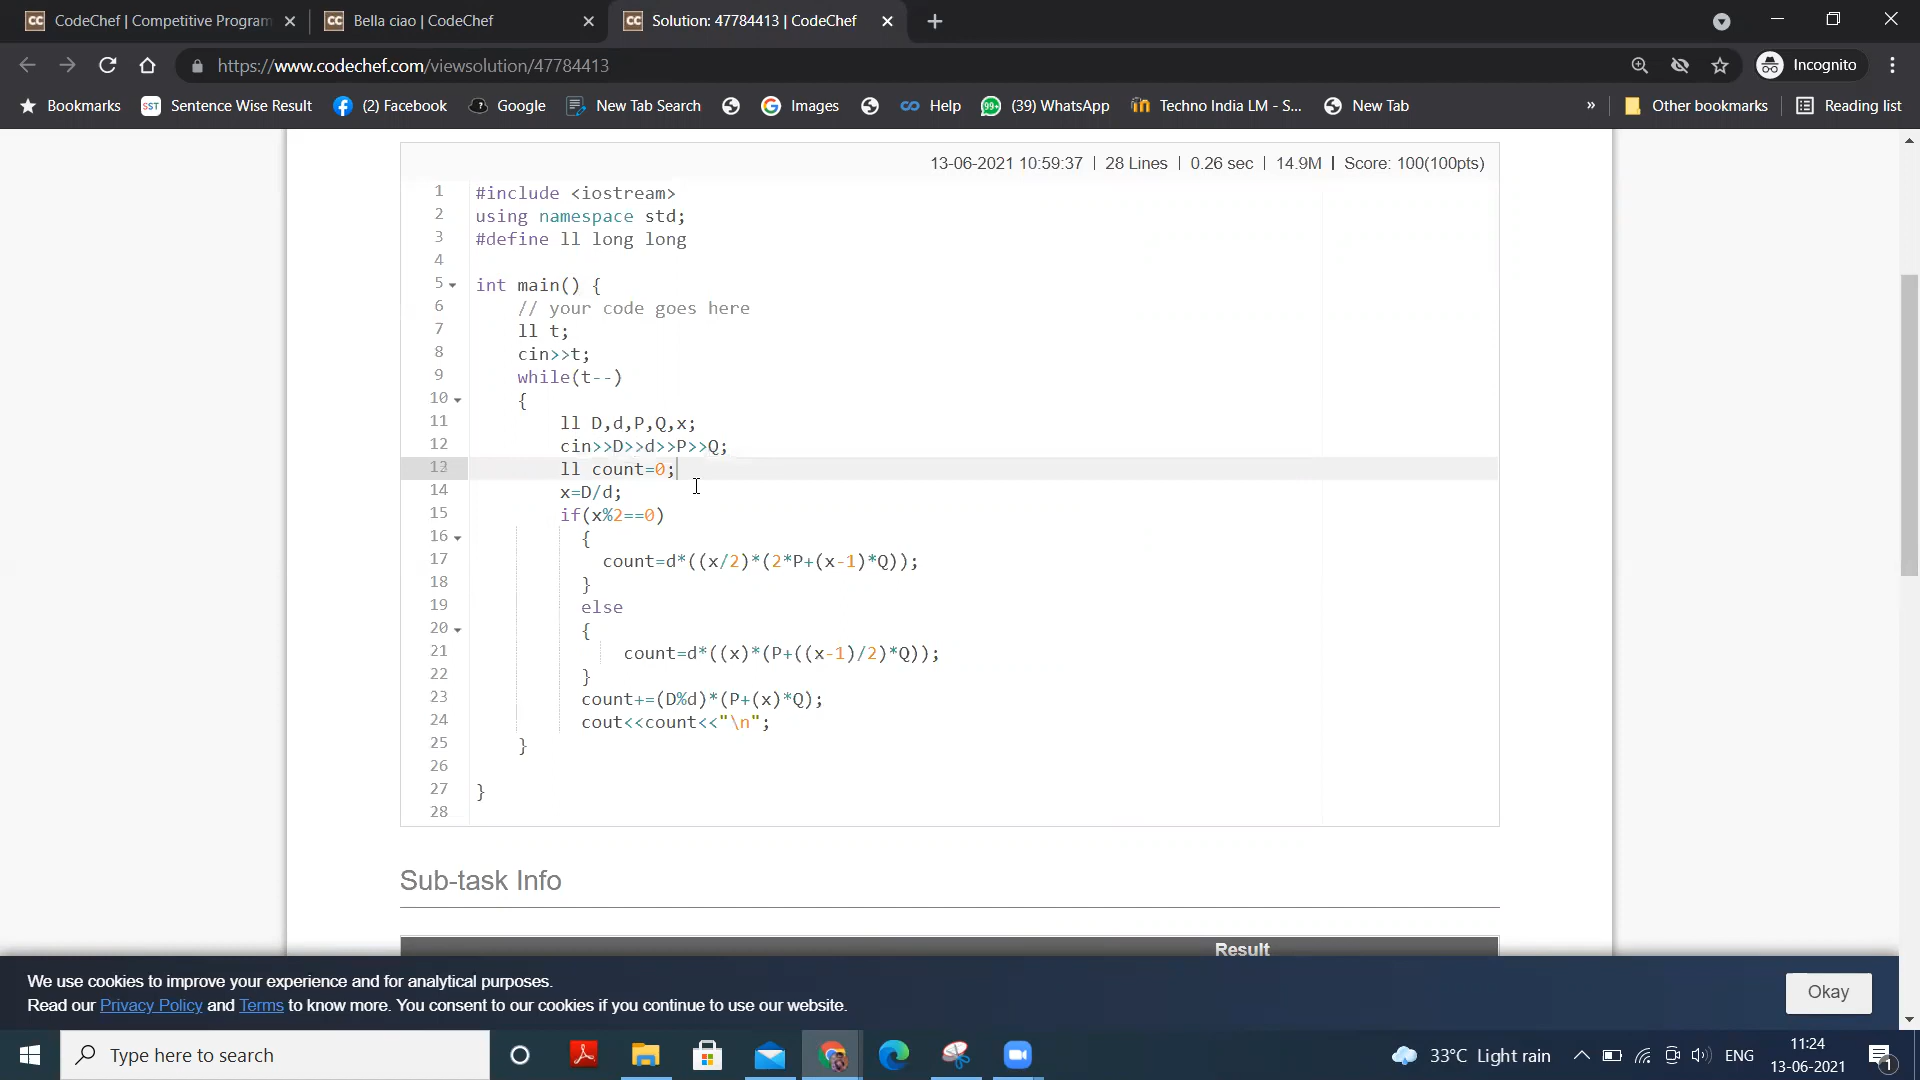 CodeChef | Competitive Program
Bella ciao | CodeChef
Solution: 47784413 | CodeChef
https://www.codechef.com/viewsolution/47784413
Incognito
Bookmarks
SST Sentence Wise Result
(2) Facebook
Google
New Tab Search
Images
Help
99+ (39) WhatsApp
Techno India LM - S...
New Tab
»
Other bookmarks
Reading list
13-06-2021 10:59:37 | 28 Lines | 0.26 sec | 14.9M | Score: 100(100pts)
1 #include <iostream>
2 using namespace std;
3 #define ll long long
4
5 int main() {
6 // your code goes here
7 ll t;
8 cin>>t;
9 while(t--)
10 {
11 ll D,d,P,Q,x;
12 cin>>D>>d>>P>>Q;
13 ll count=0;
14 x=D/d;
15 if(x%2==0)
16 {
17 count=d*((x/2)*(2*P+(x-1)*Q));
18 }
19 else
20 {
21 count=d*((x)*(P+((x-1)/2)*Q));
22 }
23 count+=(D%d)*(P+(x)*Q);
24 cout<<count<<"\n";
25 }
26
27 }
28
Sub-task Info
Result
We use cookies to improve your experience and for analytical purposes.
Read our Privacy Policy and Terms to know more. You consent to our cookies if you continue to use our website.
Okay
Type here to search
33°C Light rain
ENG
11:24
13-06-2021
1